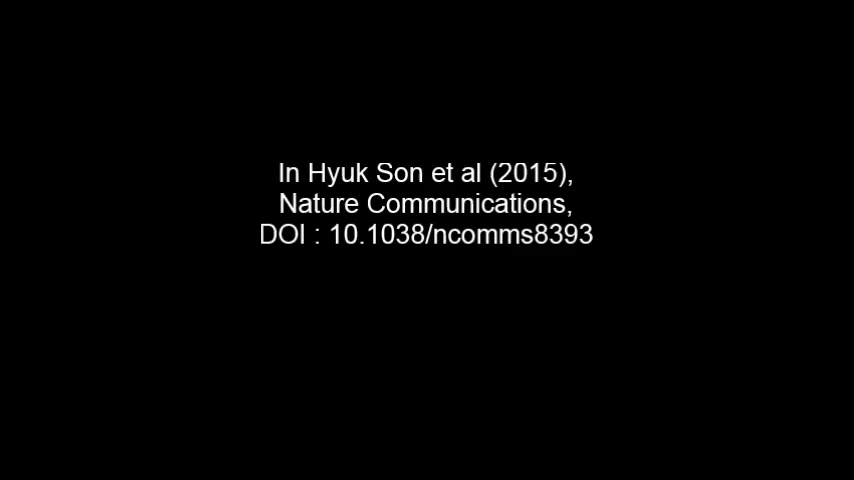 In Hyuk Son et al (2015),
Nature Communications,
DOI : 10.1038/ncomms8393